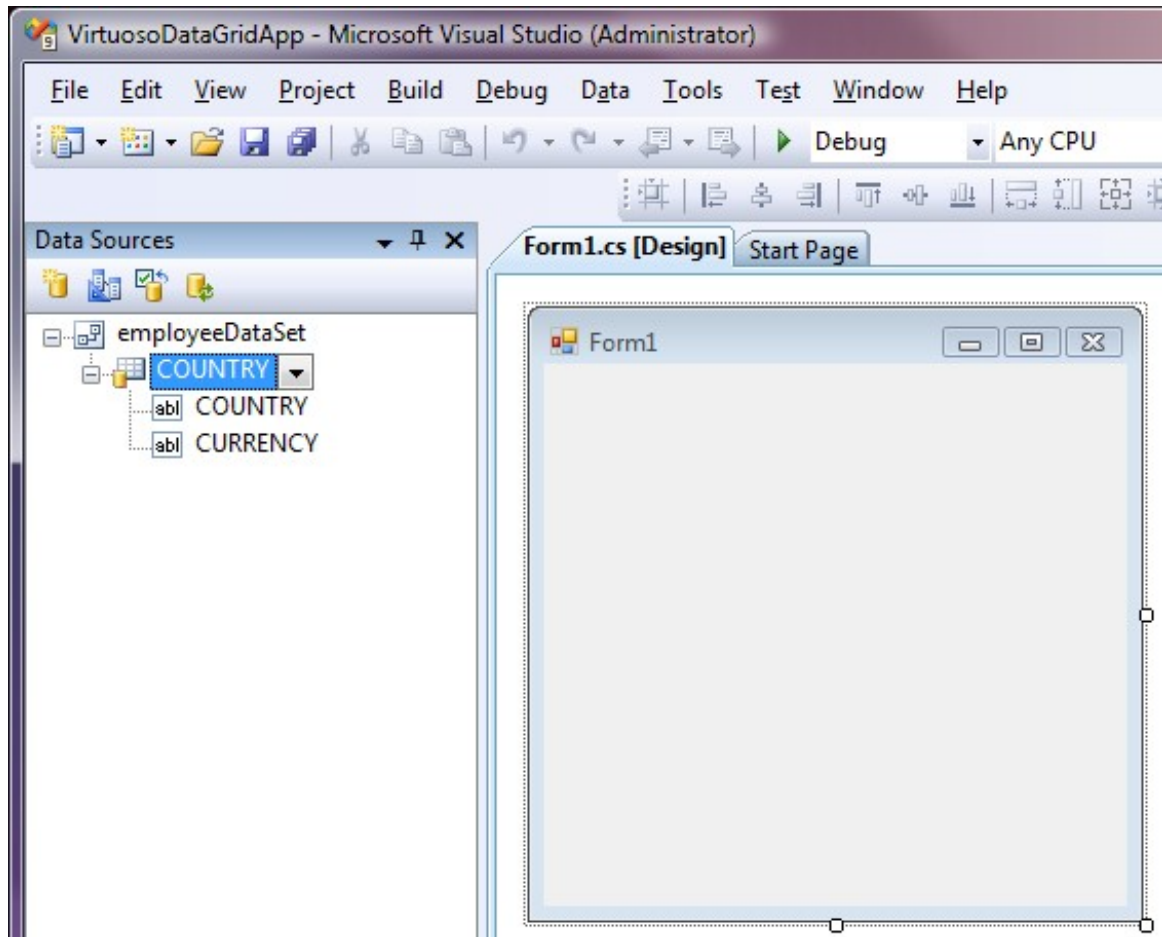 VirtuosoDataGridApp - Microsoft Visual Studio (Administrator)
File Edit View Project Build Debug Data Tools Test Window Help
Debug Any CPU
Data Sources
Form1.cs [Design] Start Page
employeeDataSet
COUNTRY
abl COUNTRY
abl CURRENCY
Form1